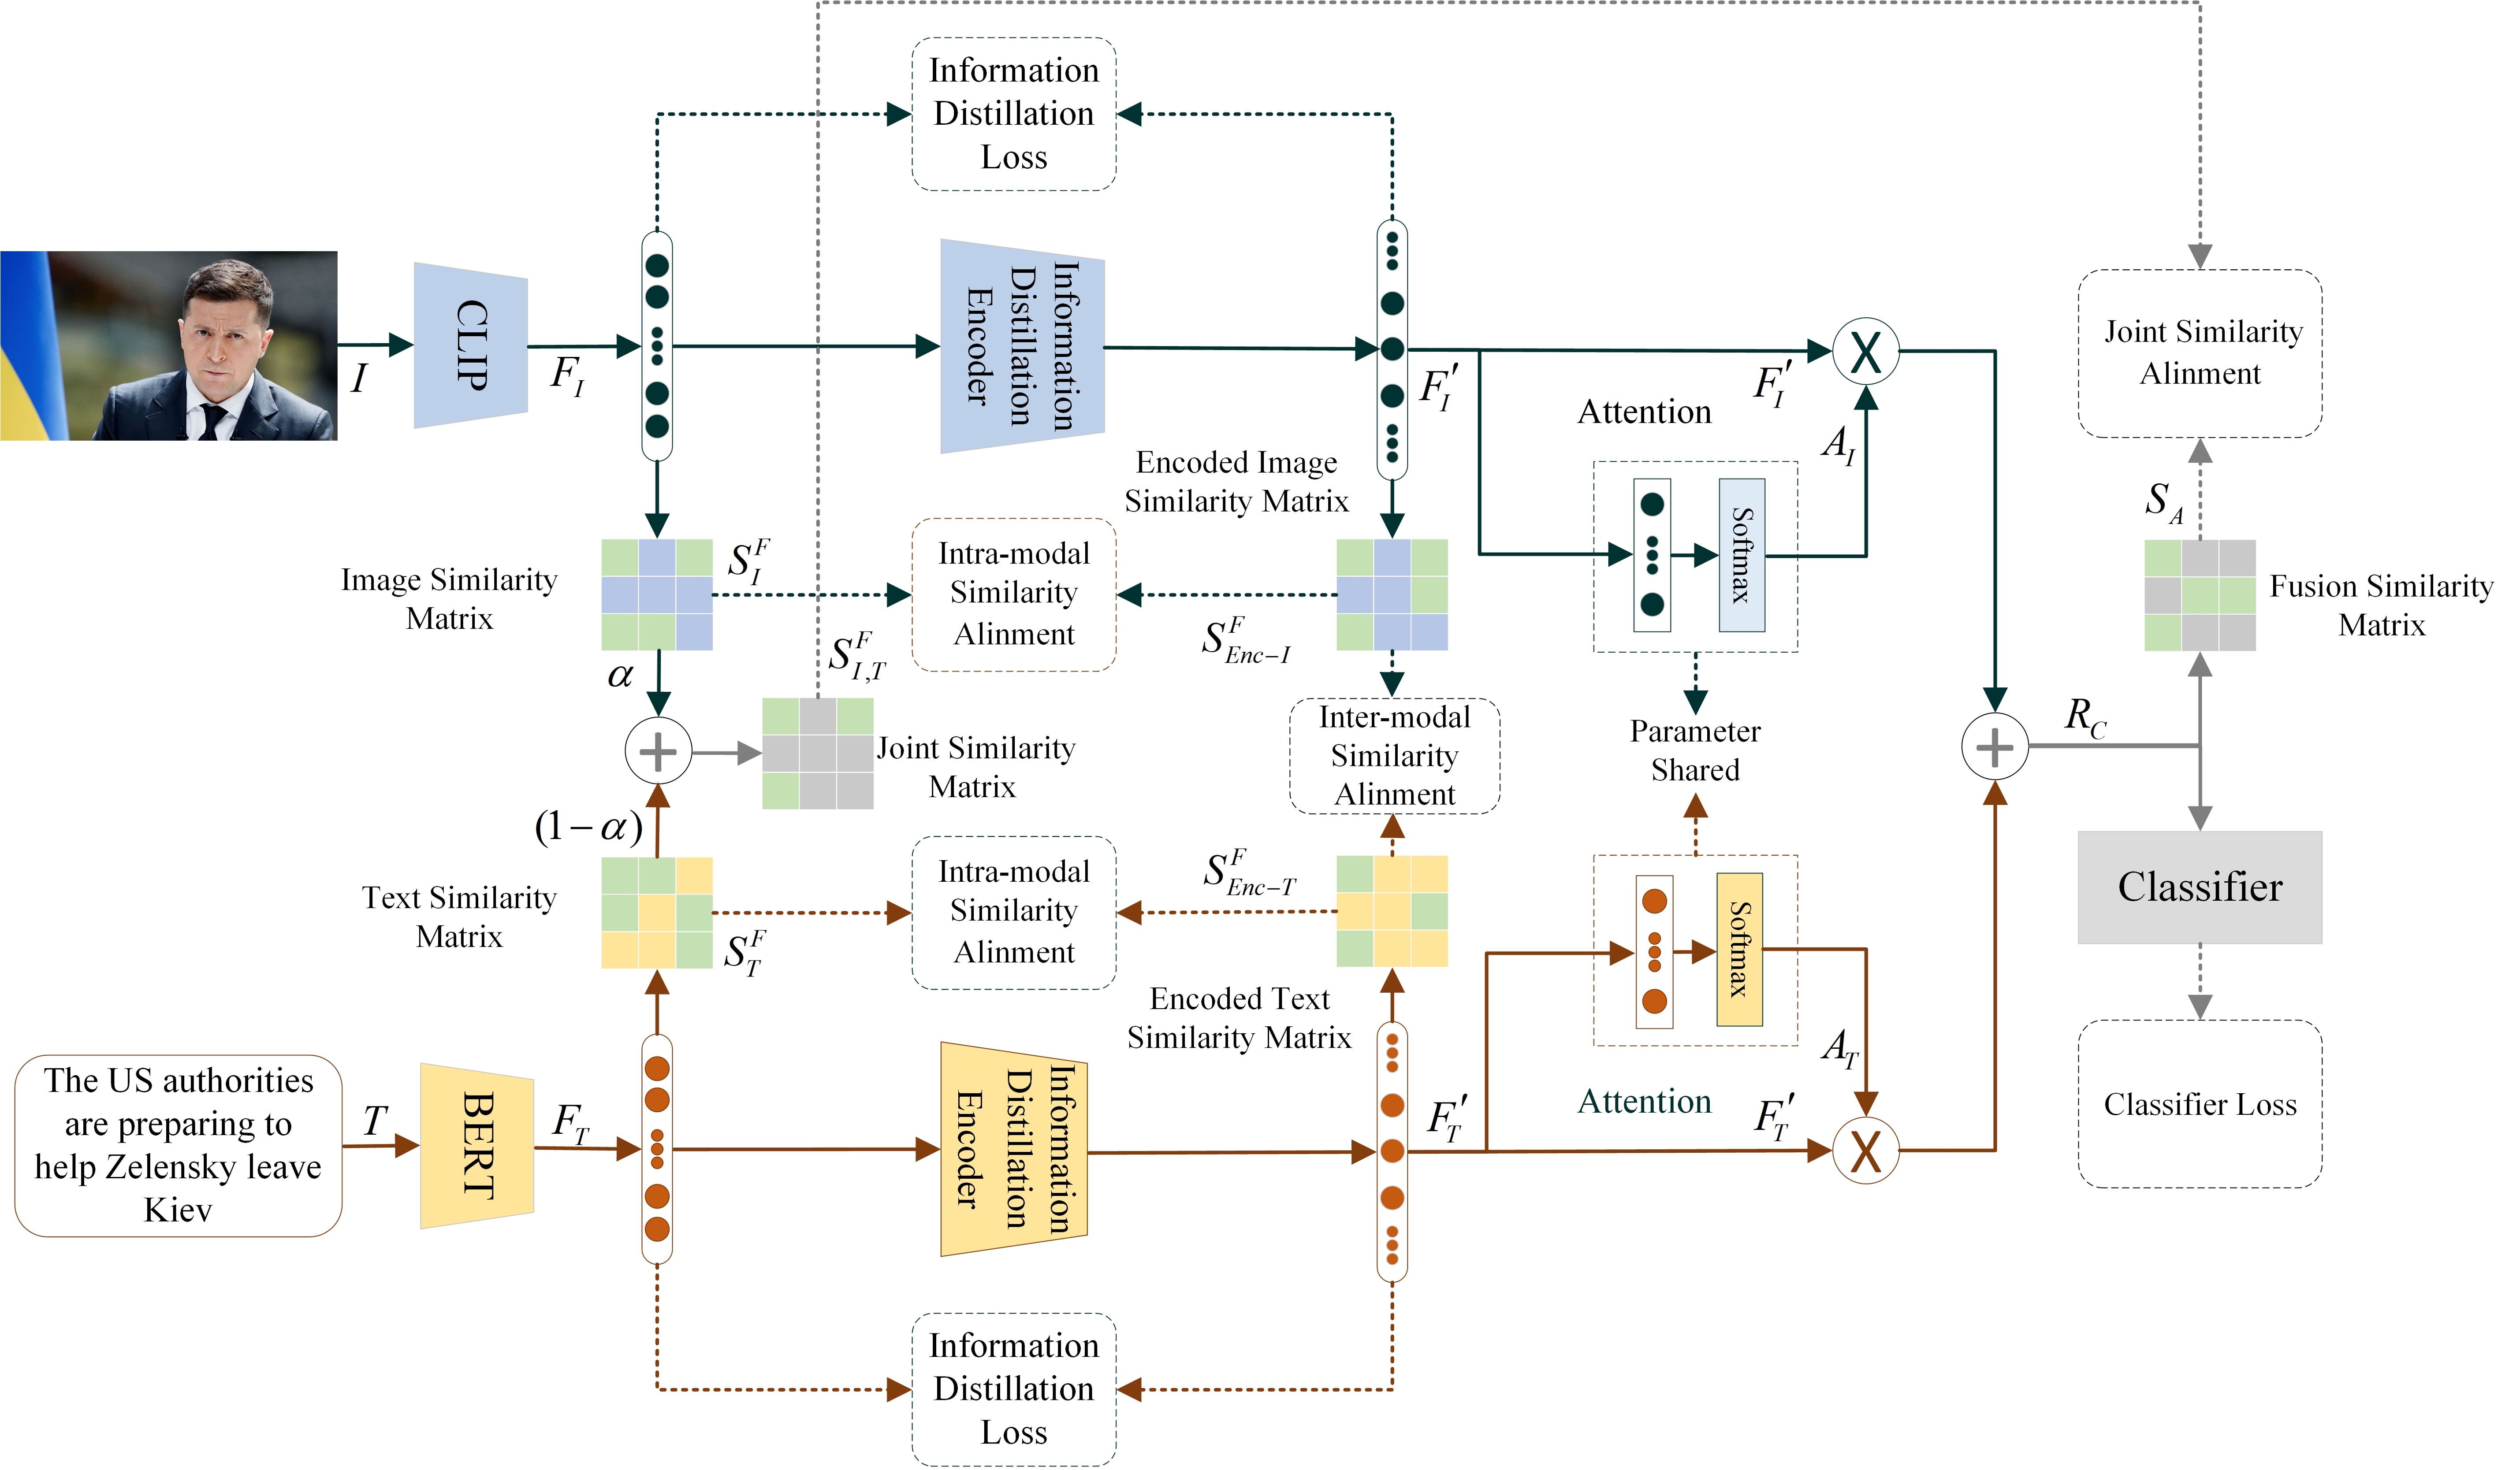 Information
Distillation
Loss
I
CLIP
F_I
Information
Distillation
Encoder
F_I'
F_I'
Attention
A_I
Softmax
Joint Similarity
Alinment
Encoded Image
Similarity Matrix
Image Similarity
Matrix
S_I^F
Intra-modal
Similarity
Alinment
S_{Enc-I}^F
S_A
Fusion Similarity
Matrix
α
S_{I,T}^F
+
Joint Similarity
Matrix
Inter-modal
Similarity
Alinment
Parameter
Shared
+
R_C
(1-α)
Text Similarity
Matrix
S_T^F
Intra-modal
Similarity
Alinment
S_{Enc-T}^F
Softmax
Classifier
Encoded Text
Similarity Matrix
The US authorities
are preparing to
help Zelensky leave
Kiev
T
BERT
F_T
Information
Distillation
Encoder
F_T'
Attention
F_T'
A_T
X
X
Classifier Loss
Information
Distillation
Loss